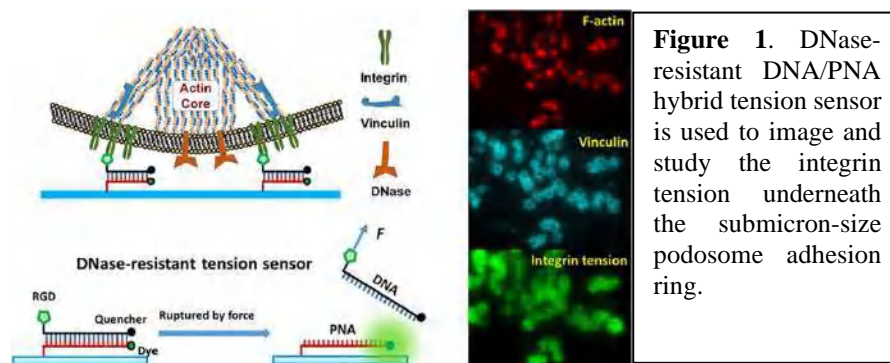 Actin
Core
Integrin
Vinculin
DNase
DNase-resistant tension sensor
F
DNA
RGD
Quencher
Ruptured by force
PNA
Dye
F-actin
Vinculin
Integrin tension
Figure 1. DNase-
resistant DNA/PNA
hybrid tension sensor
is used to image and
study the integrin
tension underneath
the submicron-size
podosome adhesion
ring.